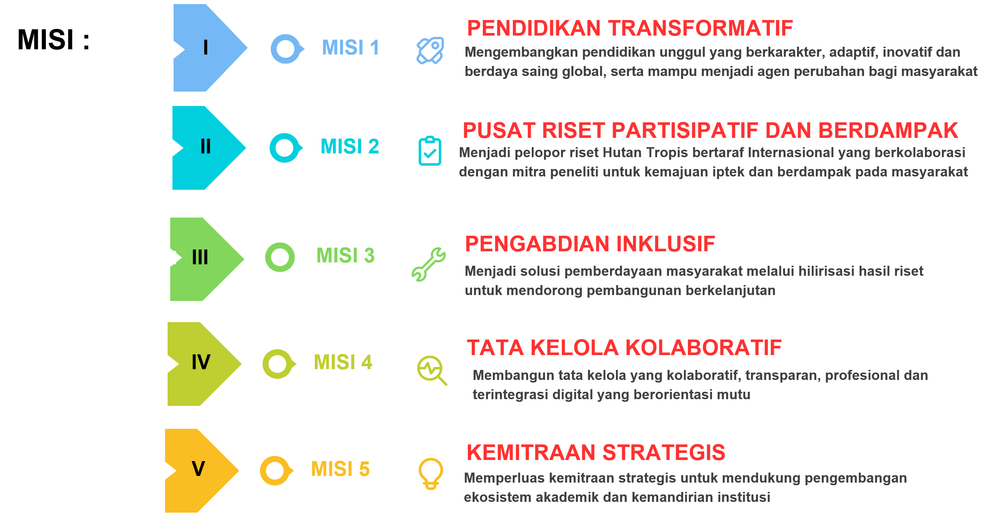 MISI :
I
MISI 1
PENDIDIKAN TRANSFORMATIF
Mengembangkan pendidikan unggul yang berkarakter, adaptif, inovatif dan
berdaya saing global, serta mampu menjadi agen perubahan bagi masyarakat
II
MISI 2
PUSAT RISET PARTISIPATIF DAN BERDAMPAK
Menjadi pelopor riset Hutan Tropis bertaraf Internasional yang berkolaborasi
dengan mitra peneliti untuk kemajuan iptek dan berdampak pada masyarakat
III
MISI 3
PENGABDIAN INKLUSIF
Menjadi solusi pemberdayaan masyarakat melalui hilirisasi hasil riset
untuk mendorong pembangunan berkelanjutan
IV
MISI 4
TATA KELOLA KOLABORATIF
Membangun tata kelola yang kolaboratif, transparan, profesional dan
terintegrasi digital yang berorientasi mutu
V
MISI 5
KEMITRAAN STRATEGIS
Memperluas kemitraan strategis untuk mendukung pengembangan
ekosistem akademik dan kemandirian institusi